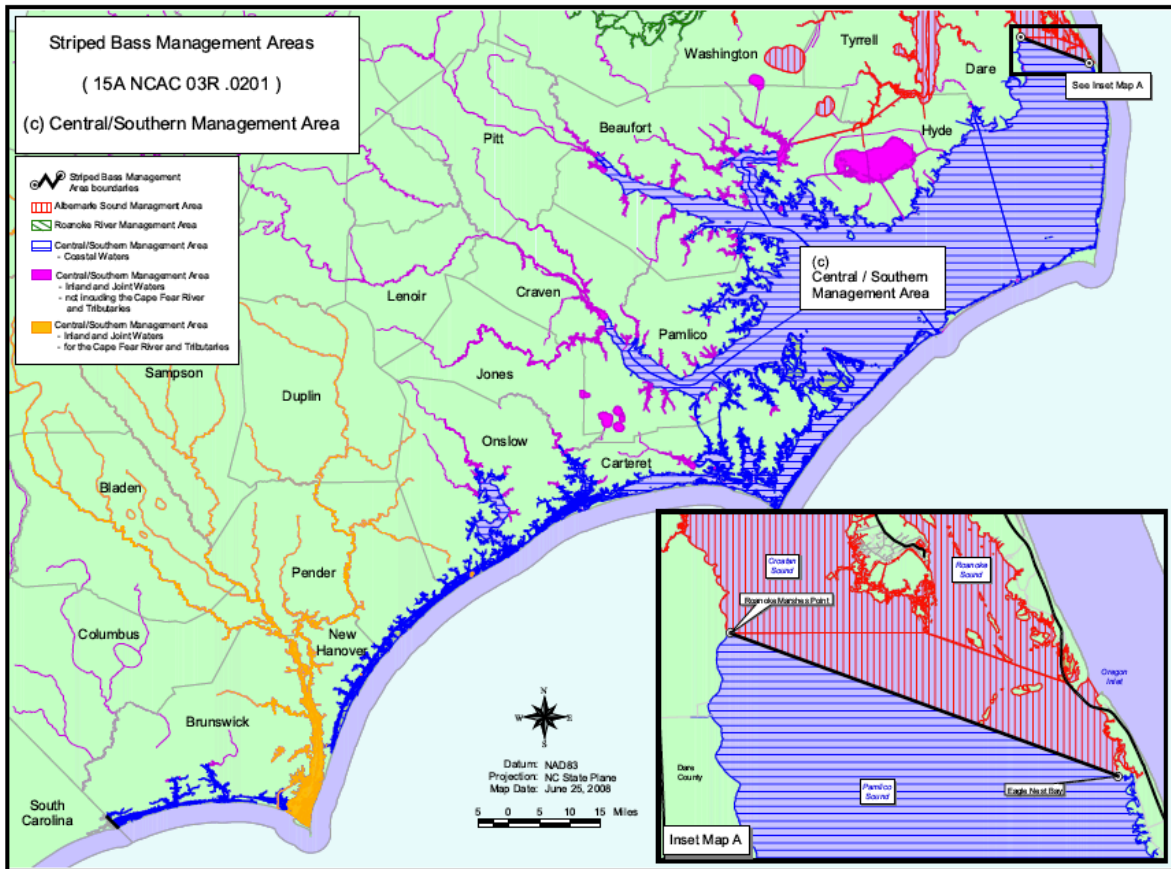 Striped Bass Management Areas
( 15A NCAC 03R .0201 )
(c) Central/Southern Management Area
Striped Bass Management
Area boundaries
Albemarle Sound Managment Area
Roanoke River Management Area
Central/Southern Management Area
- Coastal Waters
Central/Southern Management Area
- Inland and Joint Waters
- not incuding the Cape Fear River
and Tributaries
Central/Southern Management Area
- Inland and Joint Waters
- for the Cape Fear River and Tributaries
Washington
Tyrrell
Dare
See Inset Map A
Beaufort
Hyde
Pitt
(c)
Central / Southern
Management Area
Lenoir
Craven
Pamlico
Sampson
Duplin
Jones
Onslow
Carteret
Bladen
Pender
Columbus
New
Hanover
Brunswick
South
Carolina
N
W
E
S
Datum: NAD83
Projection: NC State Plane
Map Date: June 25, 2008
5 0 5 10 15 Miles
Croatan
Sound
Roanoke
Sound
Roanoke Marshes Point
Oregon
Inlet
Dare
County
Pamlico
Sound
Eagle Nest Bay
Inset Map A